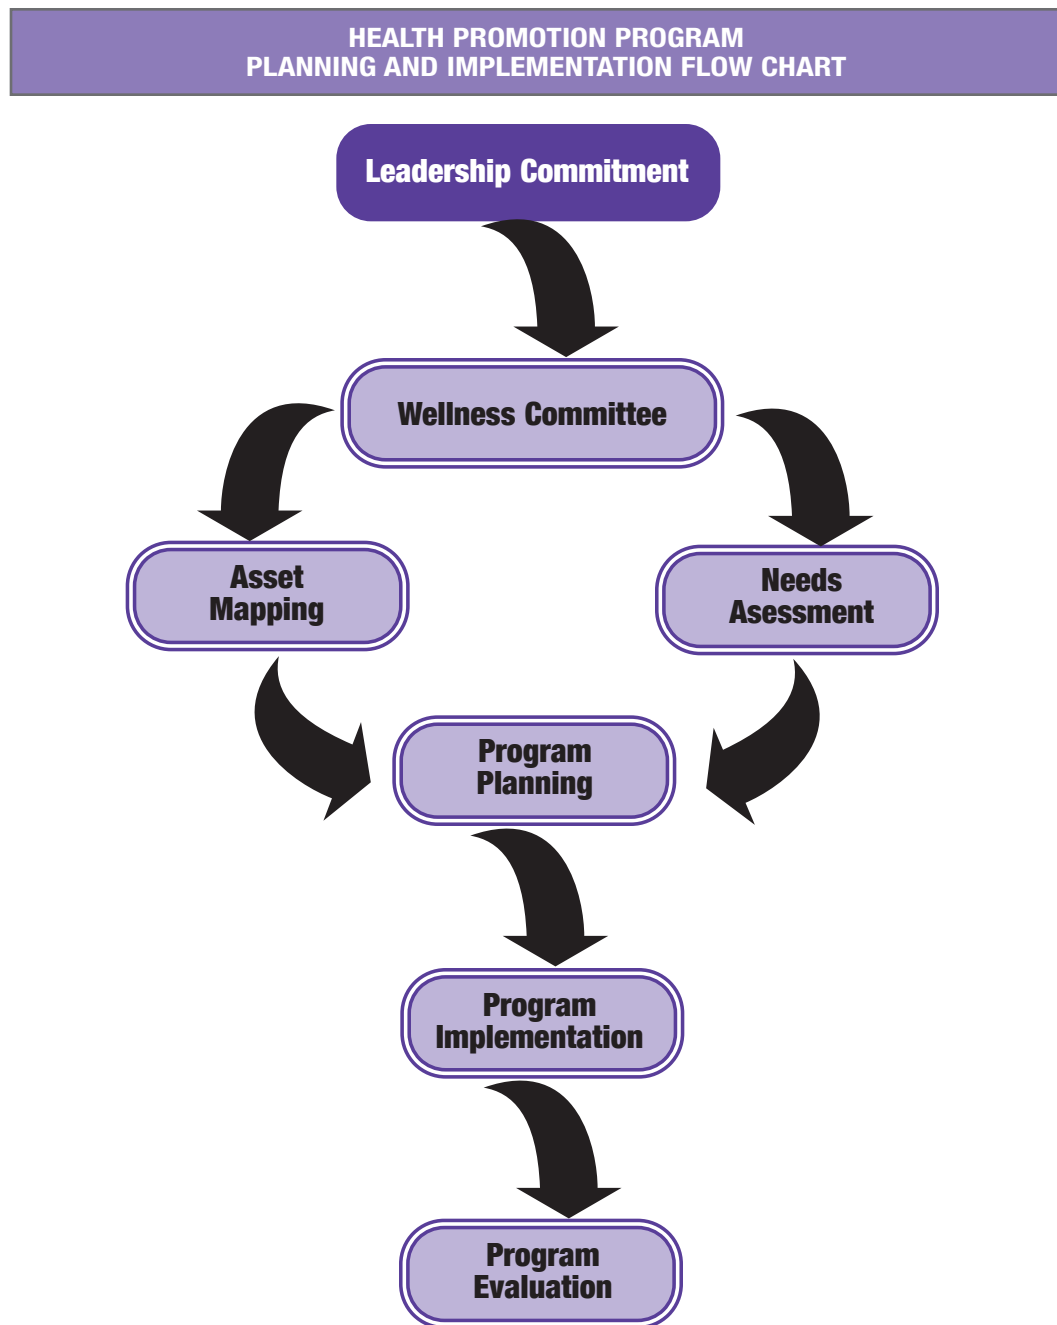 HEALTH PROMOTION PROGRAM
PLANNING AND IMPLEMENTATION FLOW CHART
Leadership Commitment
Wellness Committee
Asset
Mapping
Needs
Asessment
Program
Planning
Program
Implementation
Program
Evaluation